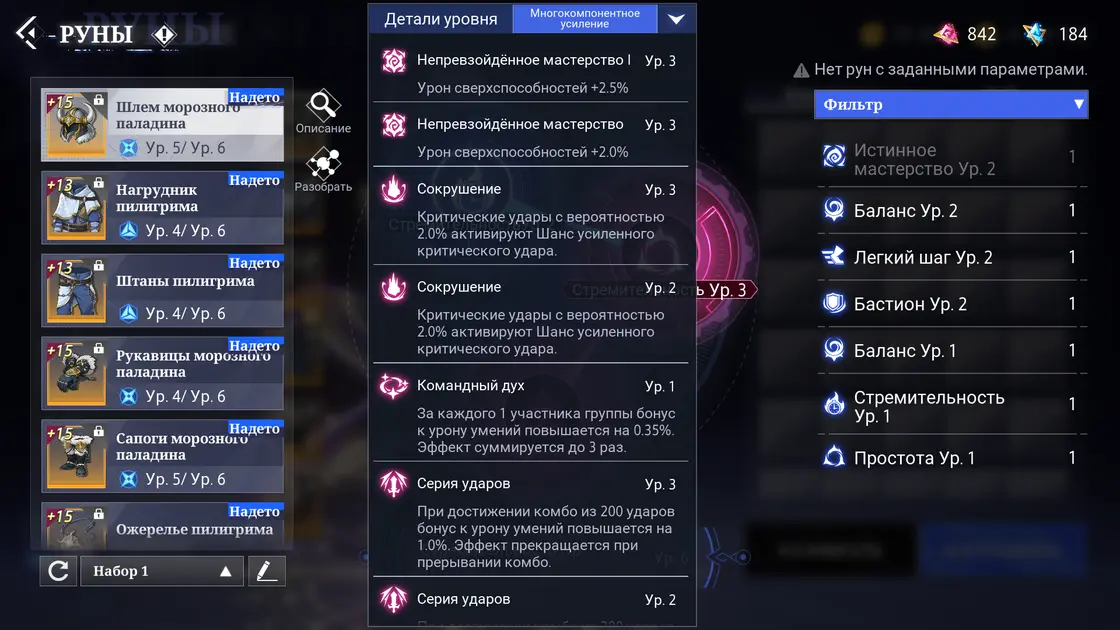 РУНЫ
842
184
Детали уровня
Многокомпонентное
усиление
Нет рун с заданными параметрами.
Фильтр
+15
Надето
Шлем морозного
паладина
Ур. 5/ Ур. 6
+13
Надето
Нагрудник
пилигрима
Ур. 4/ Ур. 6
+13
Надето
Штаны пилигрима
Ур. 4/ Ур. 6
+15
Надето
Рукавицы морозного
паладина
Ур. 4/ Ур. 6
+15
Надето
Сапоги морозного
паладина
Ур. 5/ Ур. 6
+15
Надето
Ожерелье пилигрима
Набор 1
Описание
Разобрать
Непревзойдённое мастерство I Ур. 3
Урон сверхспособностей +2.5%
Непревзойдённое мастерство Ур. 3
Урон сверхспособностей +2.0%
Сокрушение Ур. 3
Критические удары с вероятностью
2.0% активируют Шанс усиленного
критического удара.
Сокрушение Ур. 2
Критические удары с вероятностью
2.0% активируют Шанс усиленного
критического удара.
Командный дух Ур. 1
За каждого 1 участника группы бонус
к урону умений повышается на 0.35%.
Эффект суммируется до 3 раз.
Серия ударов Ур. 3
При достижении комбо из 200 ударов
бонус к урону умений повышается на
1.0%. Эффект прекращается при
прерывании комбо.
Серия ударов Ур. 2
Стремительность Ур. 3
Истинное
мастерство Ур. 2 1
Баланс Ур. 2 1
Легкий шаг Ур. 2 1
Бастион Ур. 2 1
Баланс Ур. 1 1
Стремительность
Ур. 1 1
Простота Ур. 1 1